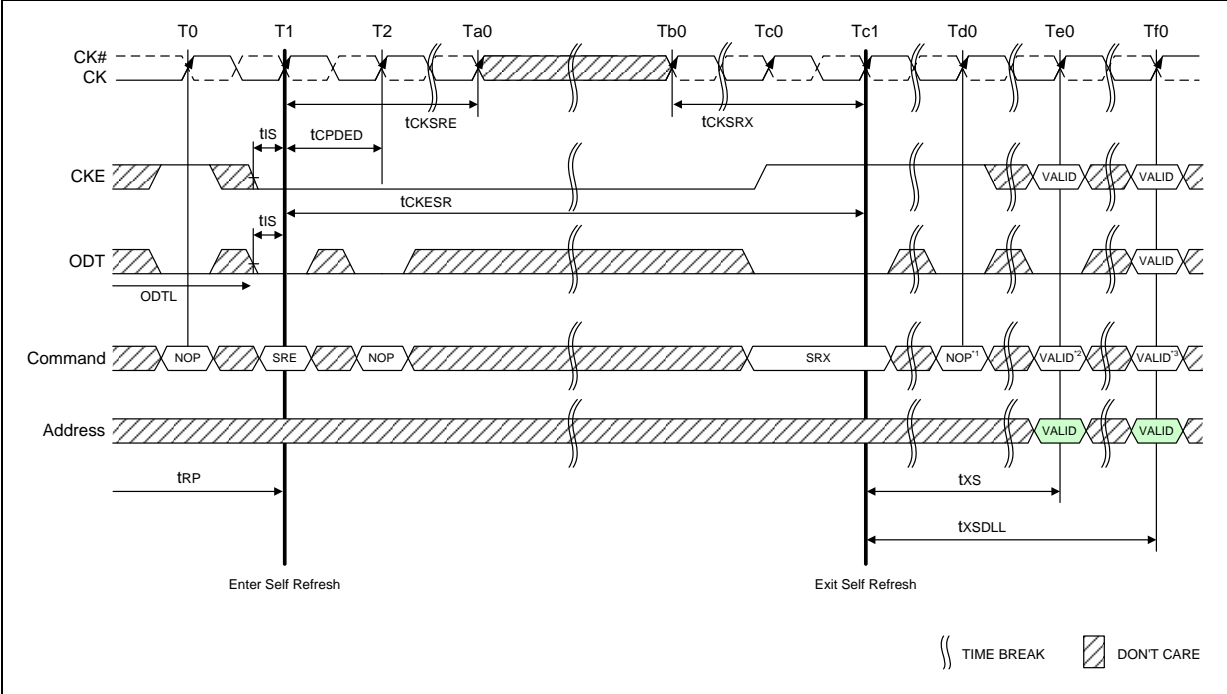 T0 T1 T2 Ta0 Tb0 Tc0 Tc1 Td0 Te0 Tf0
CK#
CK
tCKSRE tCKSRX
tIS tCPDED
CKE VALID VALID
tCKESR
tIS
ODT VALID
ODTL
Command NOP SRE NOP SRX NOP*1 VALID*2 VALID*3
Address VALID VALID
tRP tXS
tXSDLL
Enter Self Refresh Exit Self Refresh
TIME BREAK DON'T CARE